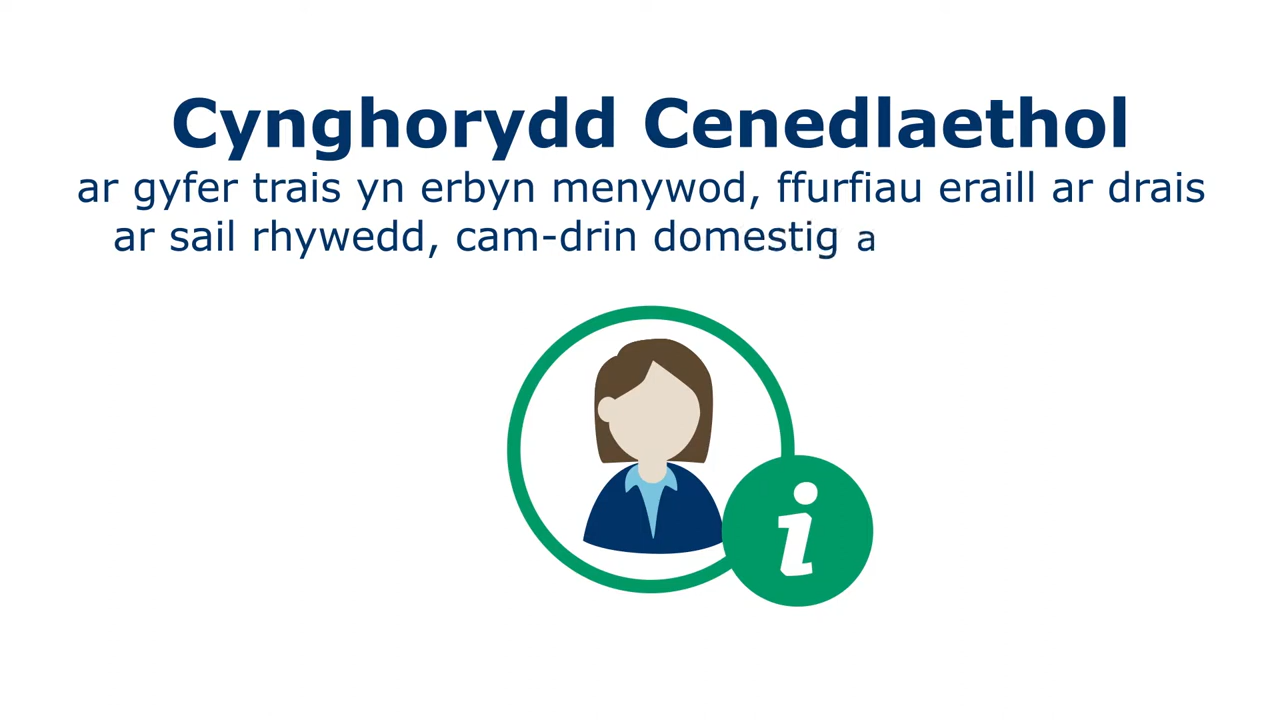 Cynghorydd Cenedlaethol
ar gyfer trais yn erbyn menywod, ffurfiau eraill ar drais
ar sail rhywedd, cam-drin domestig a
i